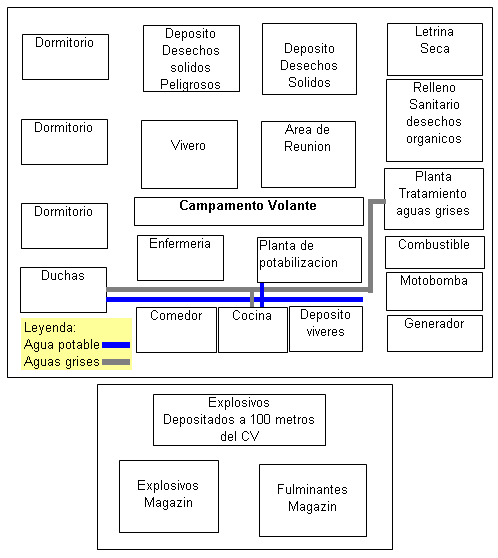 Dormitorio
Deposito
Desechos
solidos
Peligrosos
Deposito
Desechos
Solidos
Letrina
Seca
Relleno
Sanitario
desechos
organicos
Dormitorio
Vivero
Area de
Reunion
Planta
Tratamiento
aguas grises
Dormitorio
Campamento Volante
Enfermeria
Planta de
potabilizacion
Combustible
Duchas
Motobomba
Comedor
Cocina
Deposito
viveres
Generador
Leyenda:
Agua potable
Aguas grises
Explosivos
Depositados a 100 metros
del CV
Explosivos
Magazin
Fulminantes
Magazin